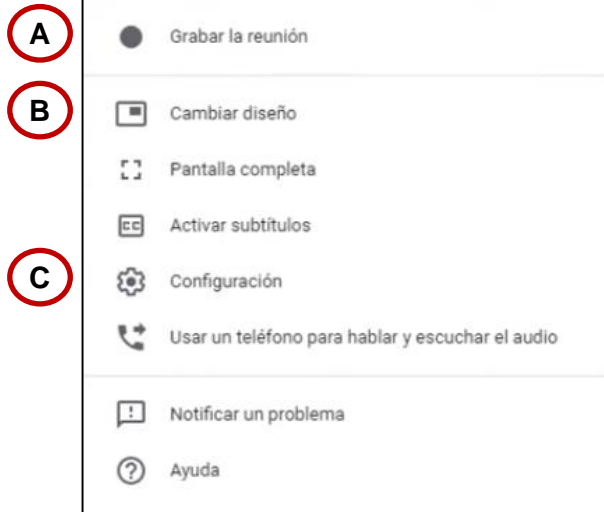 A Grabar la reunión
B Cambiar diseño
Pantalla completa
CC Activar subtítulos
C Configuración
Usar un teléfono para hablar y escuchar el audio
Notificar un problema
Ayuda